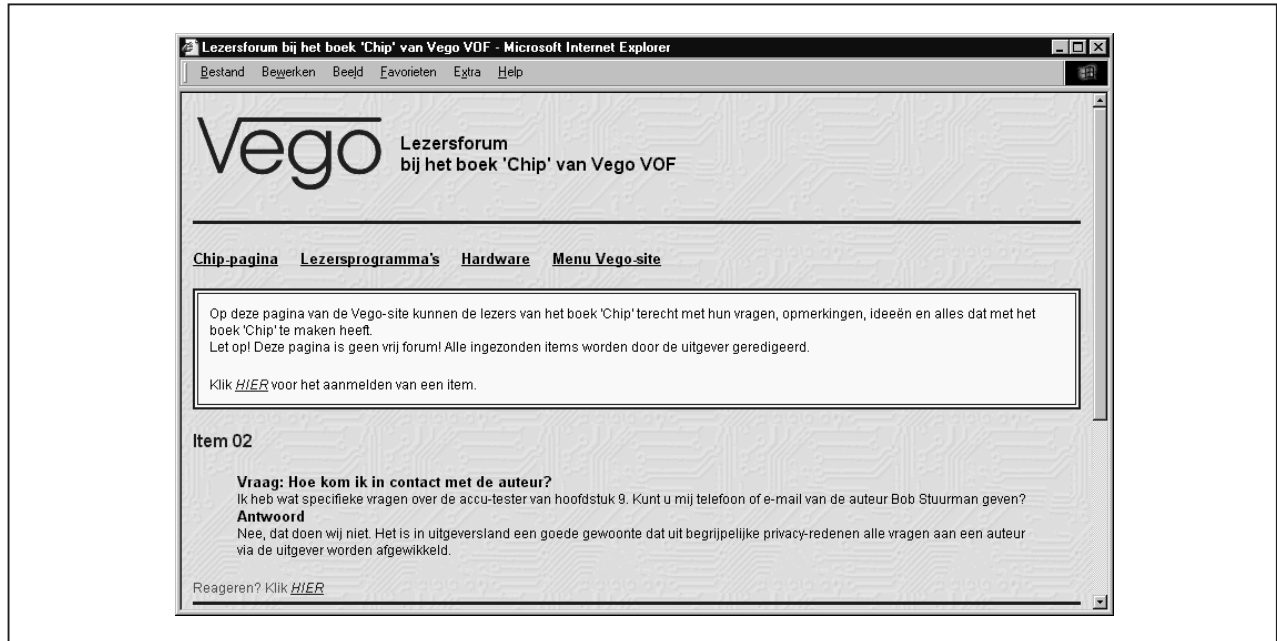 Lezersforum bij het boek 'Chip' van Vego VOF - Microsoft Internet Explorer
Bestand Bewerken Beeld Favorieten Extra Help
Vego
Lezersforum
bij het boek 'Chip' van Vego VOF
Chip-pagina Lezersprogramma's Hardware Menu Vego-site
Op deze pagina van de Vego-site kunnen de lezers van het boek 'Chip' terecht met hun vragen, opmerkingen, ideeën en alles dat met het
boek 'Chip' te maken heeft.
Let op! Deze pagina is geen vrij forum! Alle ingezonden items worden door de uitgever geredigeerd.
Klik HIER voor het aanmelden van een item.
Item 02
Vraag: Hoe kom ik in contact met de auteur?
Ik heb wat specifieke vragen over de accu-tester van hoofdstuk 9. Kunt u mij telefoon of e-mail van de auteur Bob Stuurman geven?
Antwoord
Nee, dat doen wij niet. Het is in uitgeversland een goede gewoonte dat uit begrijpelijke privacy-redenen alle vragen aan een auteur
via de uitgever worden afgewikkeld.
Reageren? Klik HIER